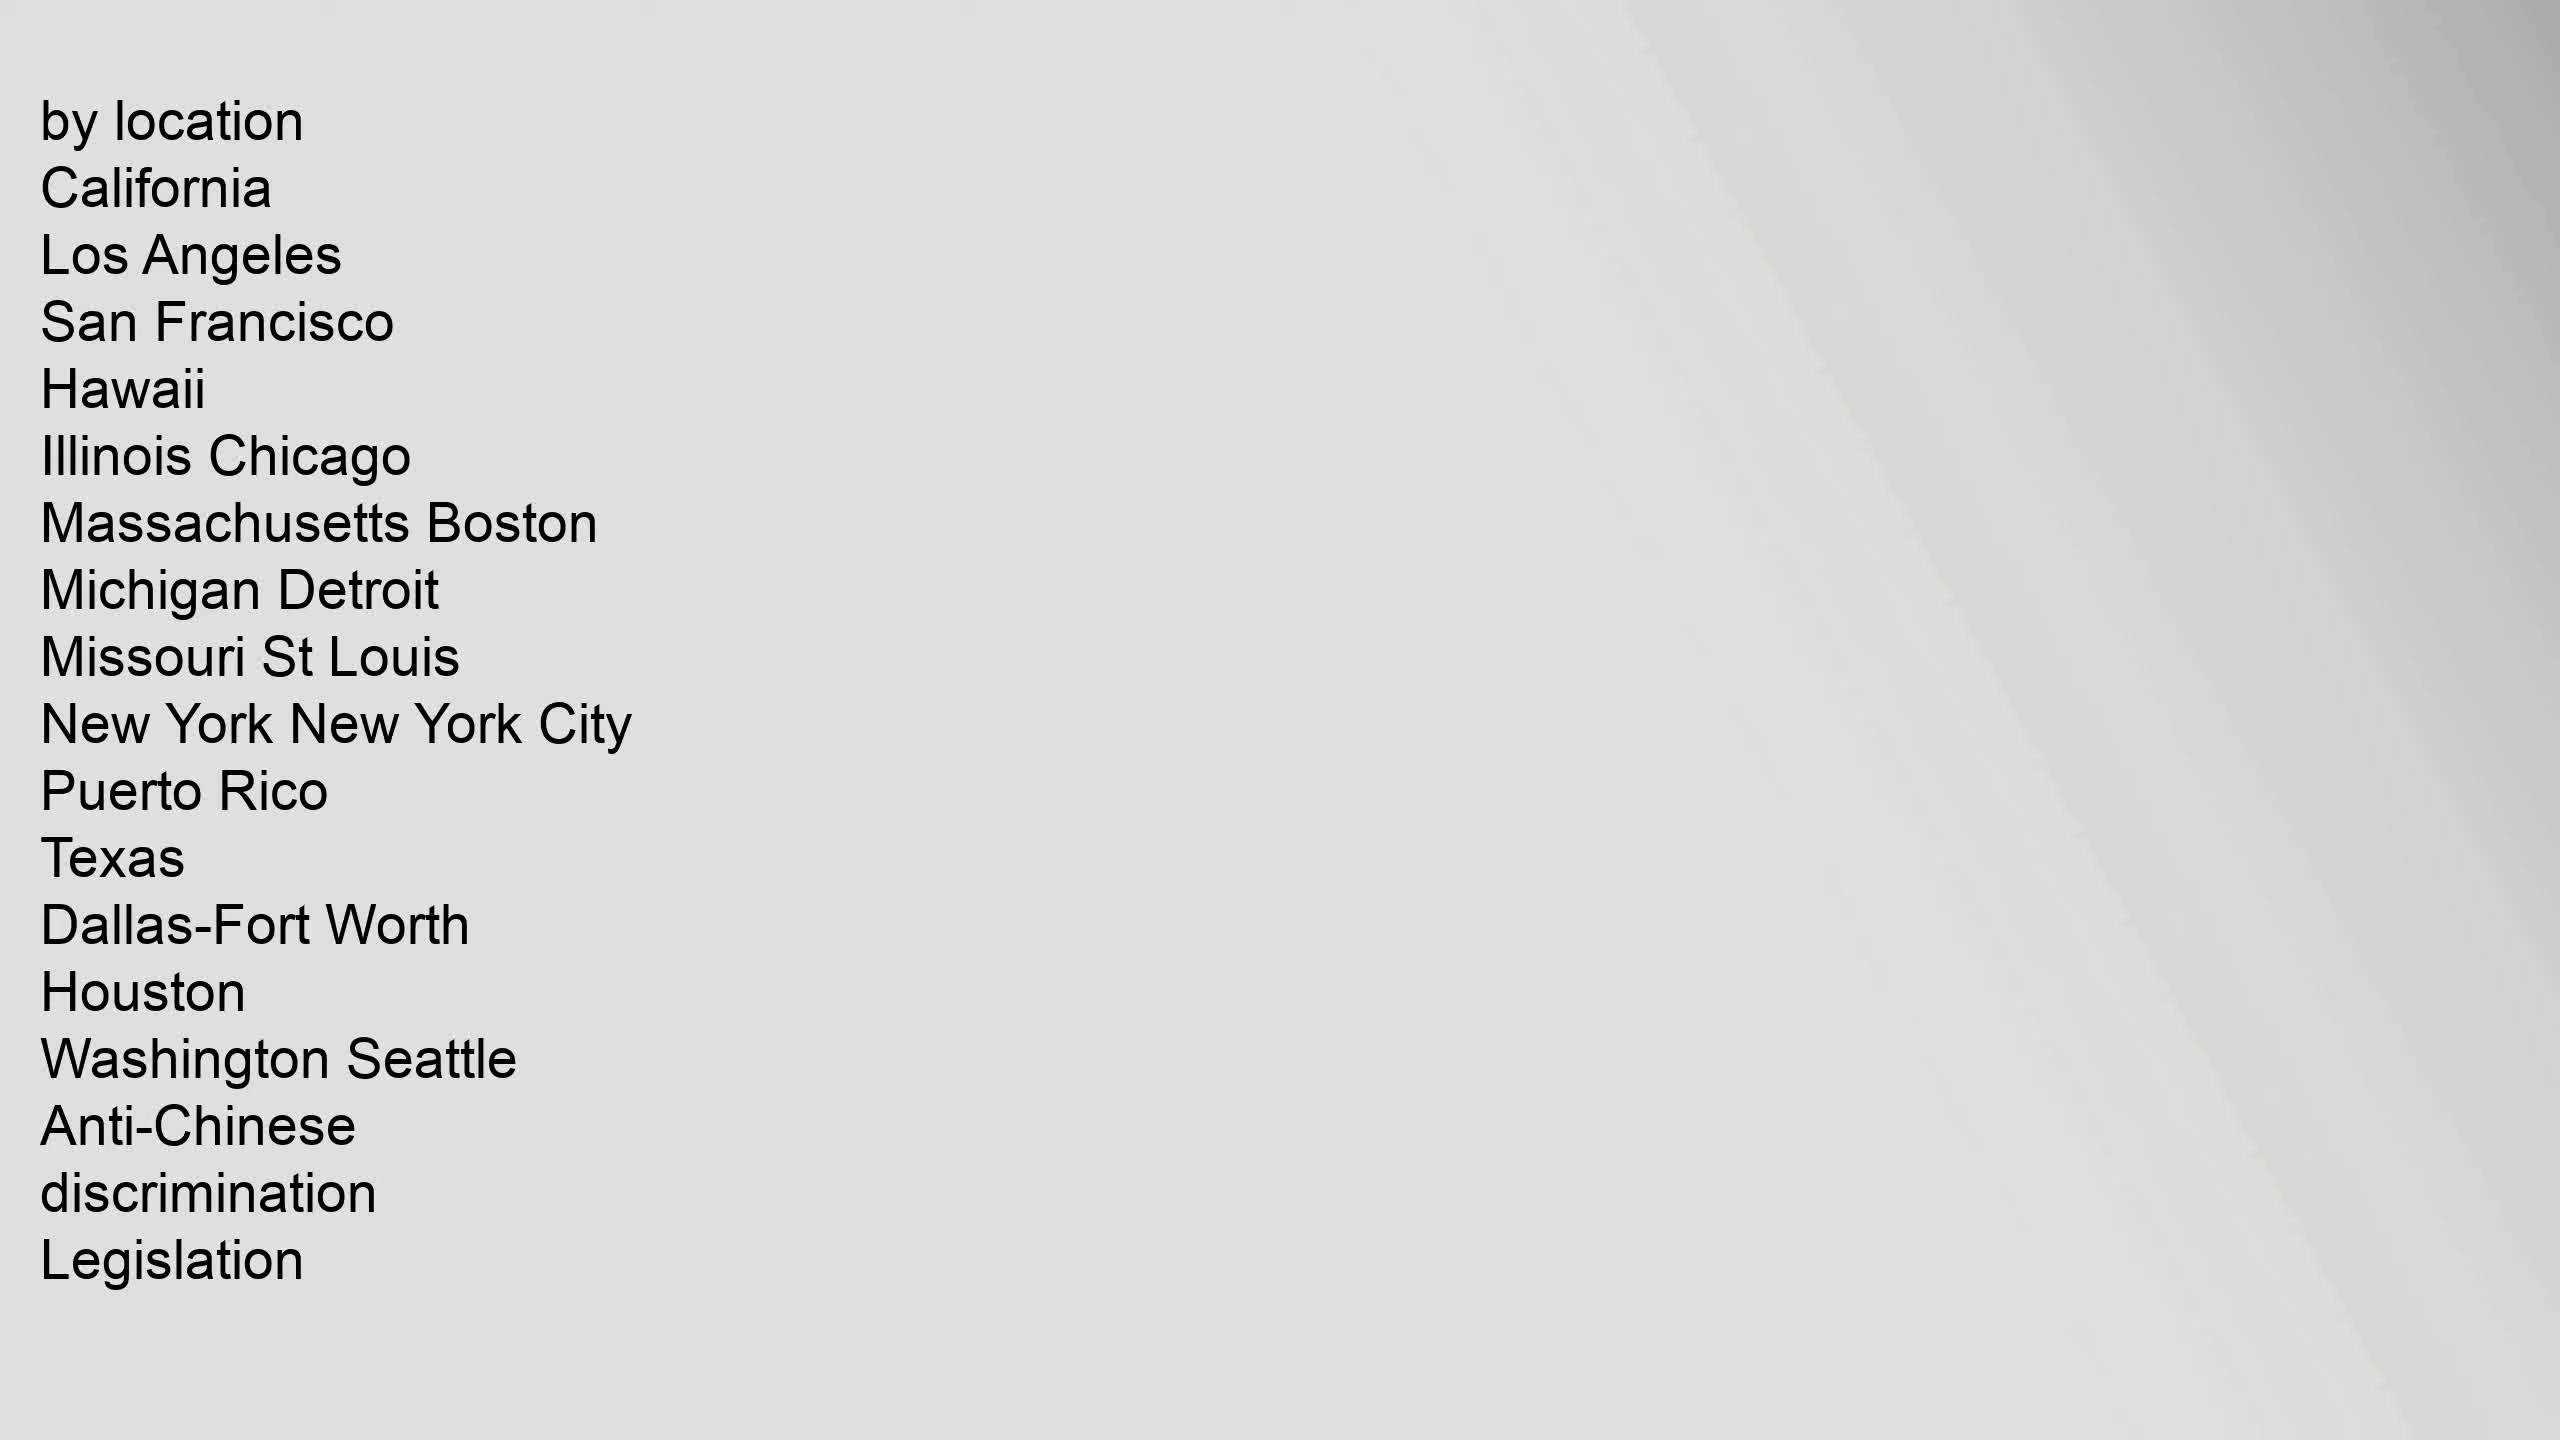 by location
California
Los Angeles
San Francisco
Hawaii
Illinois Chicago
Massachusetts Boston
Michigan Detroit
Missouri St Louis
New York New York City
Puerto Rico
Texas
Dallas-Fort Worth
Houston
Washington Seattle
Anti-Chinese
discrimination
Legislation